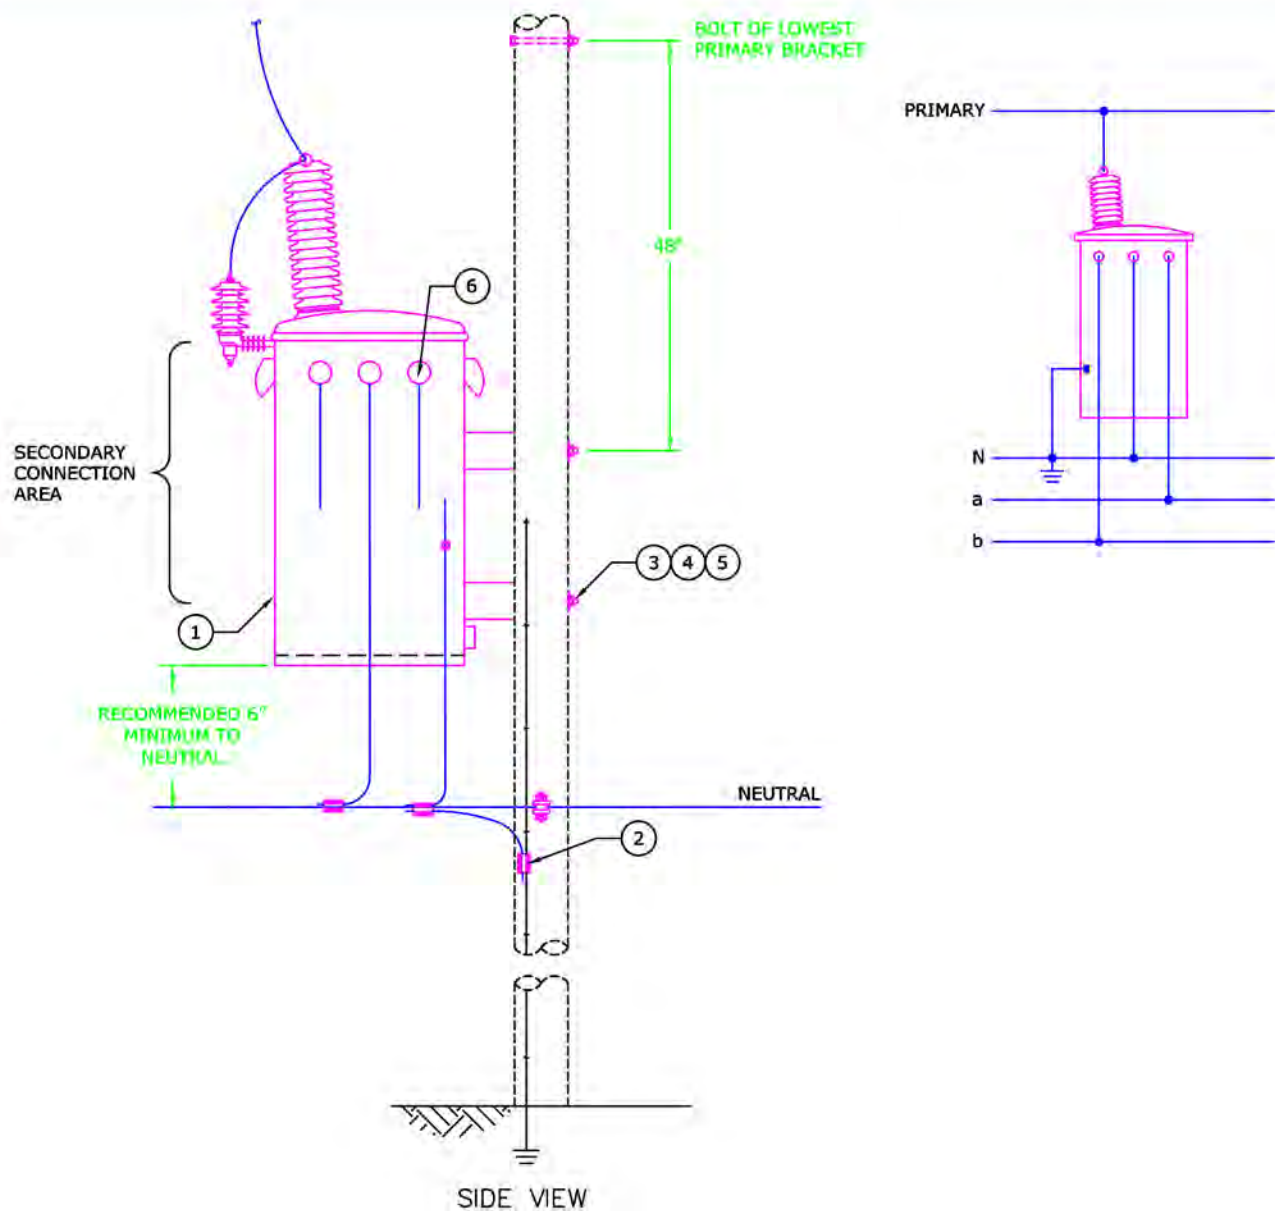 BOLT OF LOWEST
PRIMARY BRACKET
PRIMARY
48"
6
SECONDARY
CONNECTION
AREA
N
a
b
3 4 5
1
RECOMMENDED 6"
MINIMUM TO
NEUTRAL
NEUTRAL
2
SIDE VIEW